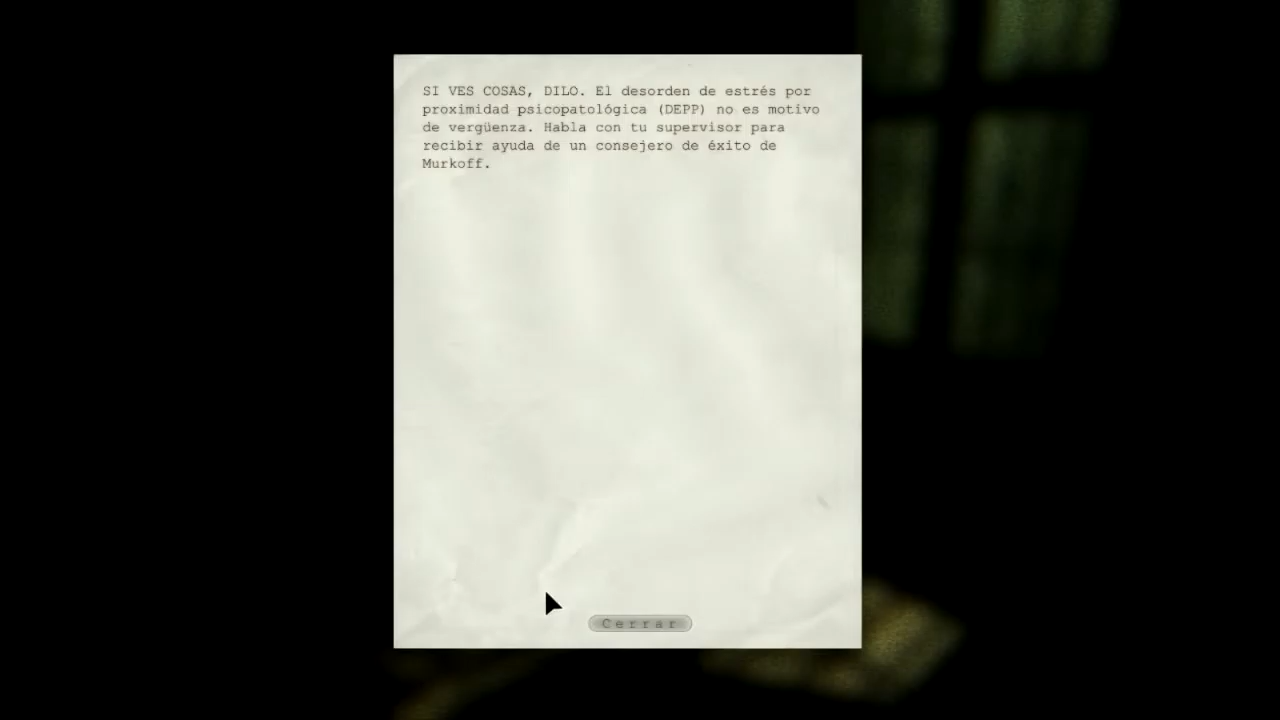 SI VES COSAS, DILO. El desorden de estrés por
proximidad psicopatológica (DEPP) no es motivo
de vergüenza. Habla con tu supervisor para
recibir ayuda de un consejero de éxito de
Murkoff.
Cerrar